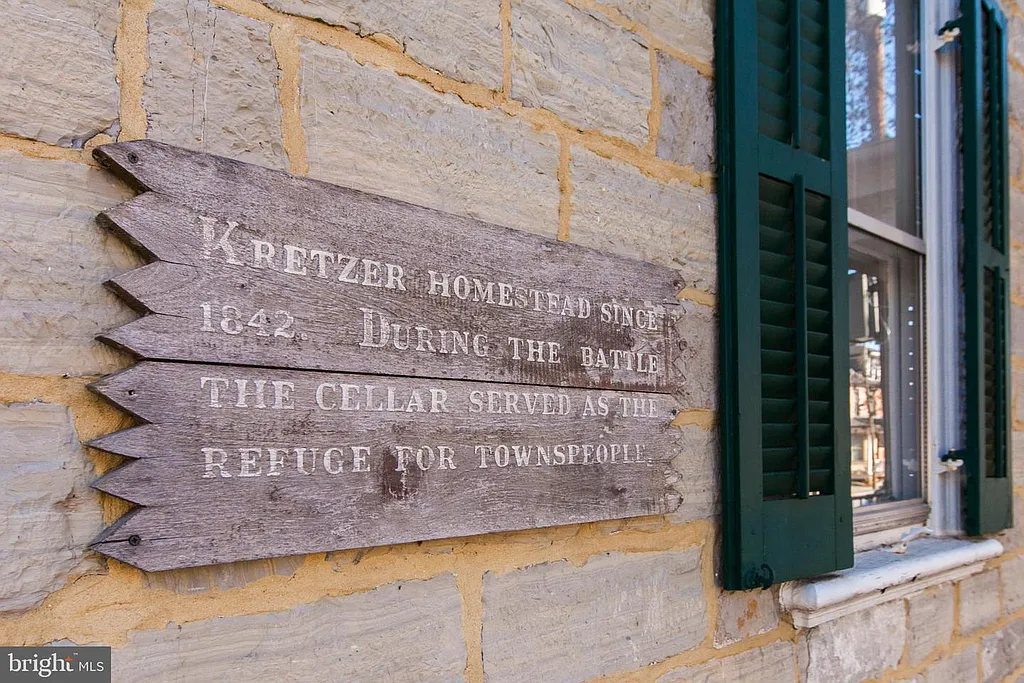 KRETZER HOMESTEAD SINCE
1842. DURING THE BATTLE
THE CELLAR SERVED AS THE
REFUGE FOR TOWNSPEOPLE.
bright MLS